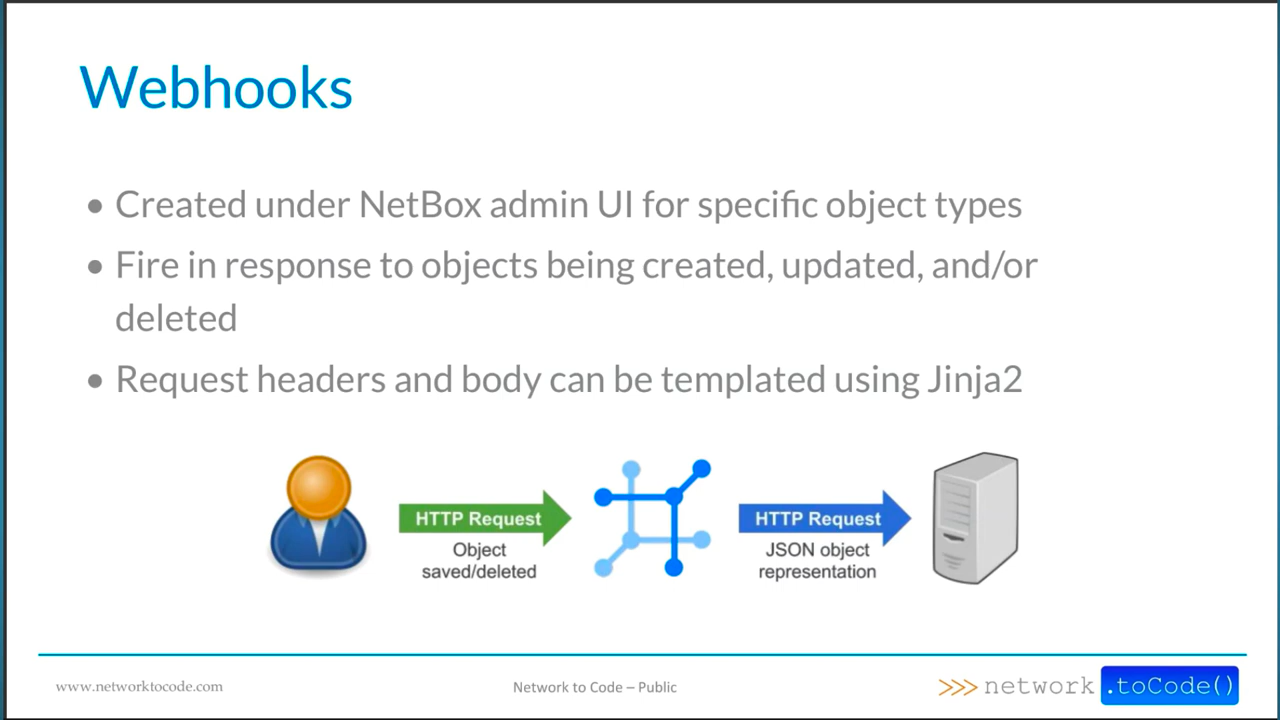 Webhooks
• Created under NetBox admin UI for specific object types
• Fire in response to objects being created, updated, and/or
deleted
• Request headers and body can be templated using Jinja2
HTTP Request
Object
saved/deleted
HTTP Request
JSON object
representation
www.networktocode.com
Network to Code – Public
>>> network .toCode()